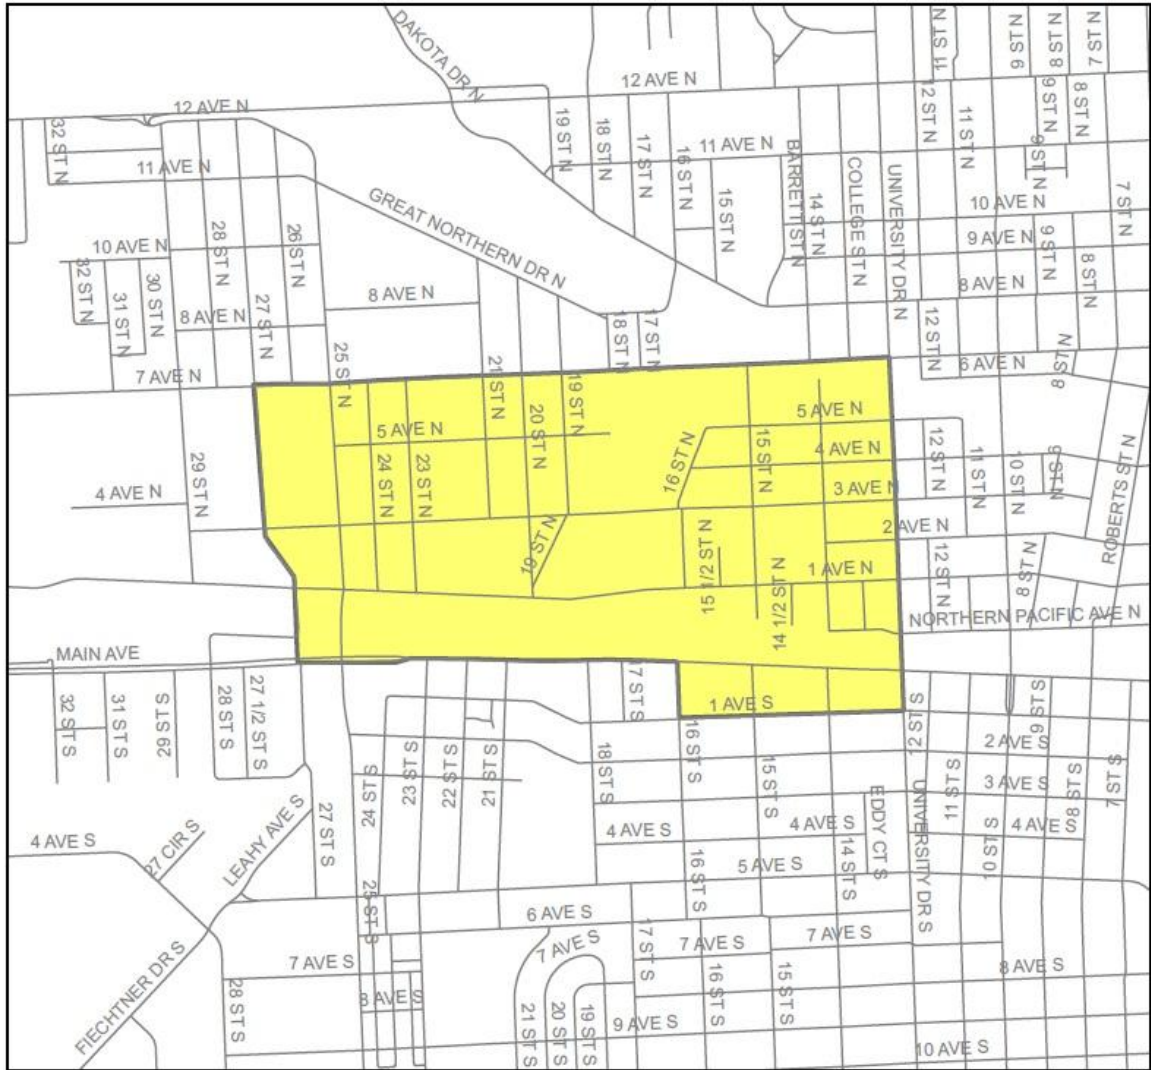 DAKOTA DR N
11 ST N
9 ST N
8 ST N
7 ST N
12 AVE N
12 AVE N
32 ST N
19 ST N
18 ST N
17 ST N
16 ST N
15 ST N
11 AVE N
BARRETT ST N
14 ST N
COLLEGE ST N
UNIVERSITY DR N
12 ST N
11 ST N
9 ST N
8 ST N
9 ST N
7 ST N
11 AVE N
GREAT NORTHERN DR N
10 AVE N
9 AVE N
9 ST N
8 ST N
8 AVE N
10 AVE N
28 ST N
26 ST N
32 ST N
31 ST N
30 ST N
27 ST N
8 AVE N
8 AVE N
18 ST N
17 ST N
12 ST N
8 ST N
6 AVE N
7 AVE N
25 ST N
21 ST N
20 ST N
19 ST N
5 AVE N
5 AVE N
4 AVE N
3 AVE N
2 AVE N
1 AVE N
16 ST N
15 ST N
12 ST N
11 ST N
10 ST N
9 ST N
ROBERTS ST N
29 ST N
4 AVE N
24 ST N
23 ST N
19 ST N
15 1/2 ST N
14 1/2 ST N
12 ST N
8 ST N
NORTHERN PACIFIC AVE N
MAIN AVE
32 ST S
31 ST S
29 ST S
28 ST S
27 1/2 ST S
17 ST S
1 AVE S
16 ST S
12 ST S
9 ST S
2 AVE S
3 AVE S
4 AVE S
24 ST S
23 ST S
22 ST S
21 ST S
18 ST S
15 ST S
EDDY CT S
UNIVERSITY DR S
11 ST S
10 ST S
8 ST S
7 ST S
4 AVE S
27 CIR S
LEAHY AVE S
27 ST S
25 ST S
4 AVE S
4 AVE S
5 AVE S
16 ST S
14 ST S
6 AVE S
7 AVE S
7 AVE S
7 AVE S
7 AVE S
8 AVE S
8 AVE S
FIECHTNER DR S
28 ST S
21 ST S
20 ST S
19 ST S
17 ST S
16 ST S
15 ST S
9 AVE S
10 AVE S